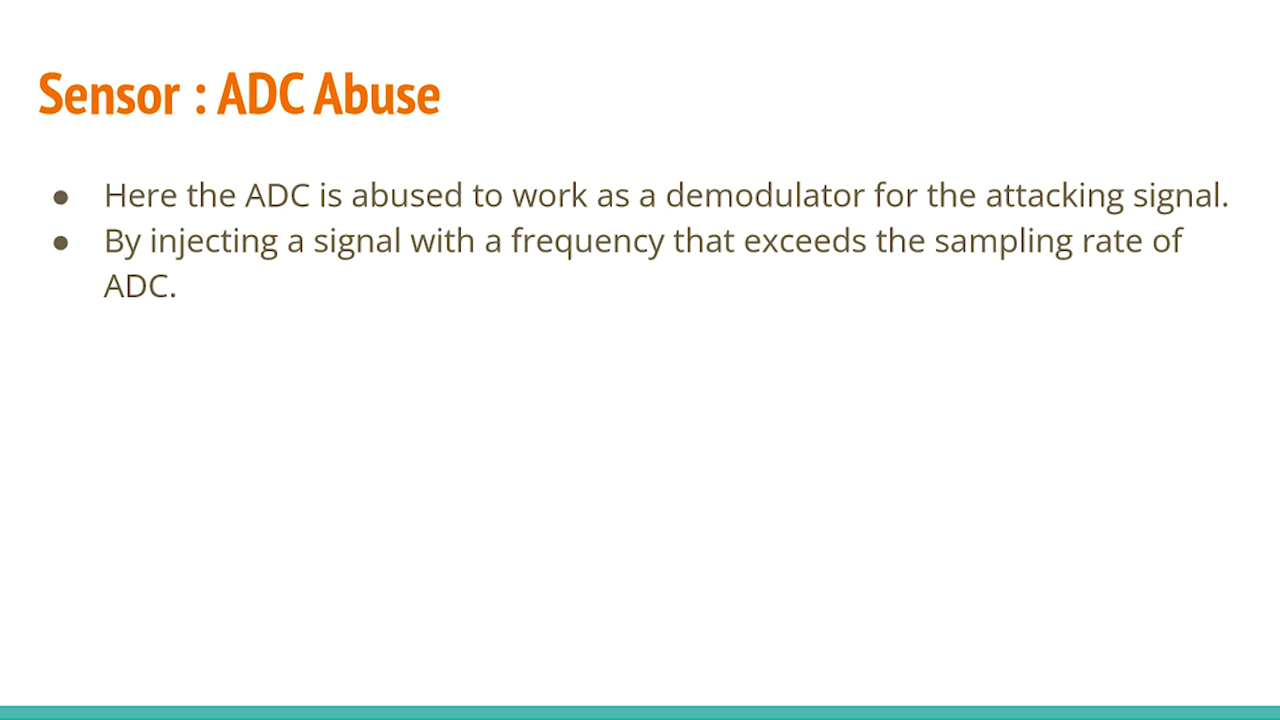 Sensor : ADC Abuse
● Here the ADC is abused to work as a demodulator for the attacking signal.
● By injecting a signal with a frequency that exceeds the sampling rate of
ADC.